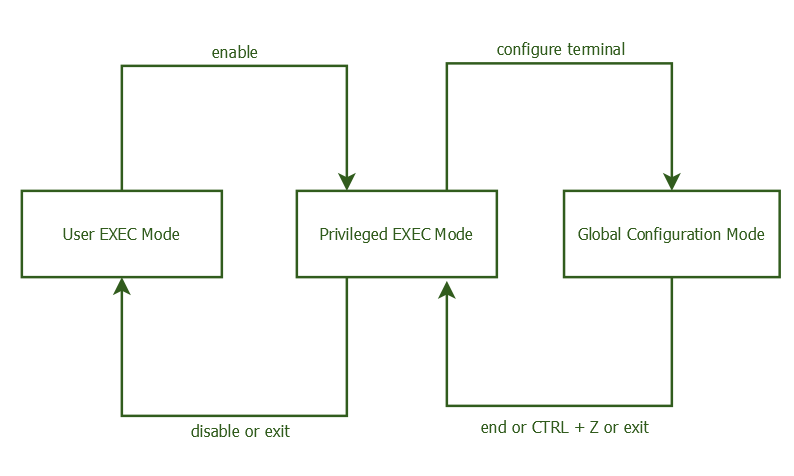 enable
configure terminal
User EXEC Mode
Privileged EXEC Mode
Global Configuration Mode
disable or exit
end or CTRL + Z or exit